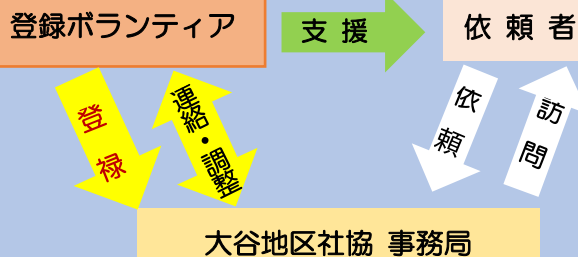 登録ボランティア
支援
依頼者
登禄
連絡・調整
依頼
訪問
大谷地区社協 事務局